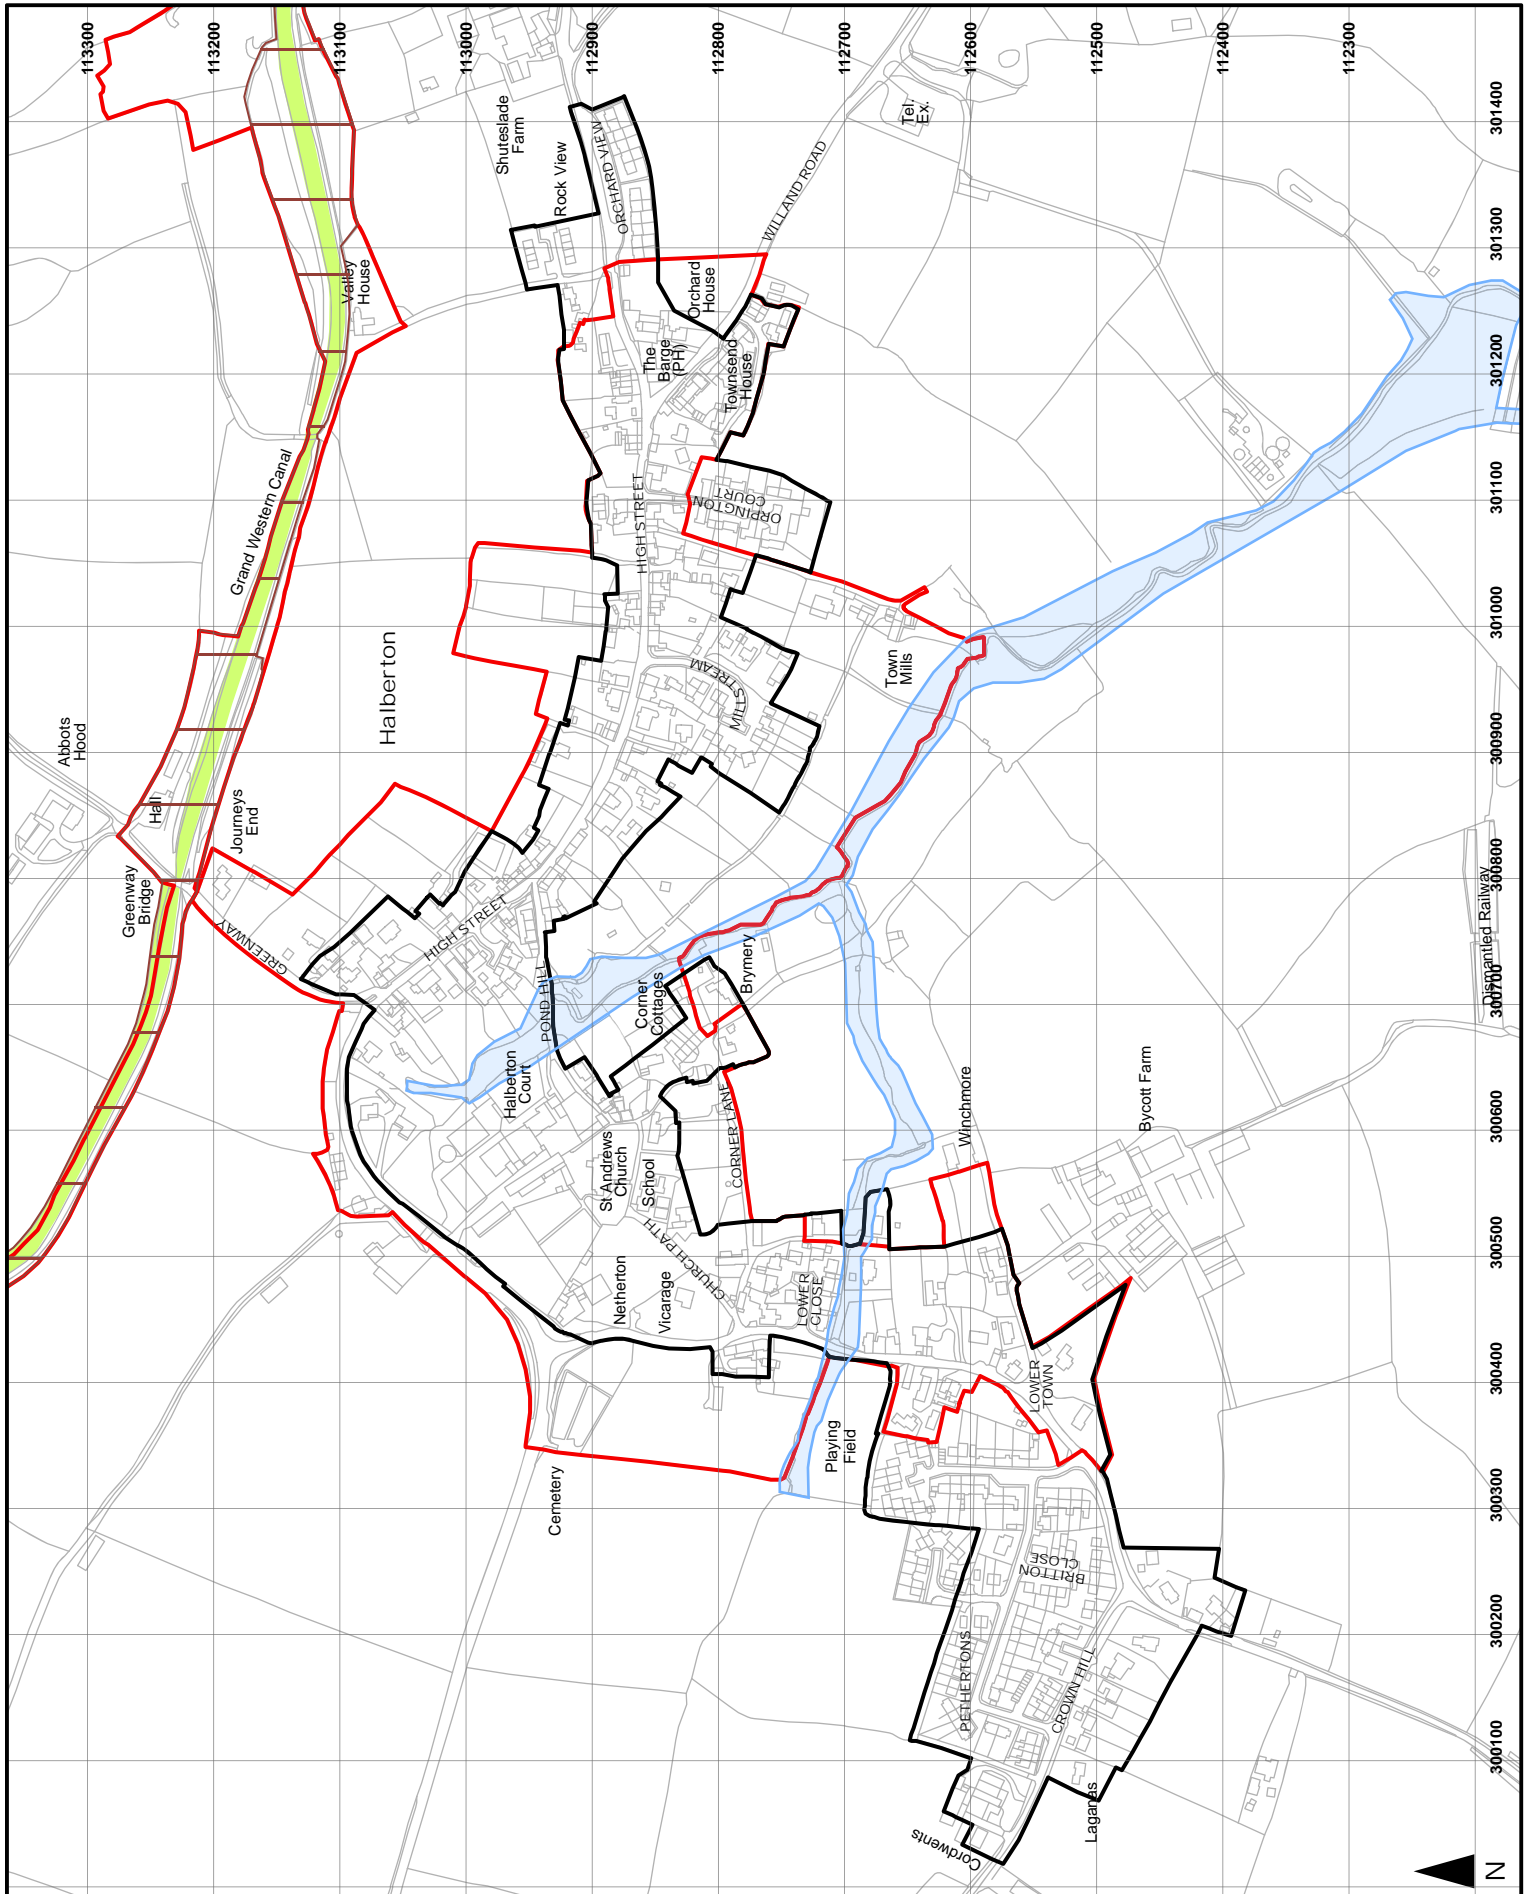 113300
113200
113100
113000
112900
112800
112700
112600
112500
112400
112300
301400
301300
301200
301100
301000
300900
300800
300700
300600
300500
300400
300300
300200
300100
Shuteslade
Farm
Rock View
ORCHARD VIEW
Tel.
Ex.
WILLAND ROAD
Valley
House
Orchard
House
The
Barge
(PH)
Townsend
House
Grand Western Canal
HIGH STREET
ORPINGTON
COURT
Halberton
MILLSTREAM
Town
Mills
Abbots
Hood
Hall
Journeys
End
Greenway
Bridge
GREENWAY
HIGH STREET
POND HILL
Corner
Cottages
Brymery
Dismantled Railway
Halberton
Court
St Andrews
Church
School
CORNER LANE
Winchmore
Bycott Farm
CHURCH PATH
Netherton
Vicarage
LOWER
CLOSE
LOWER
TOWN
Playing
Field
Cemetery
BRITTON
CLOSE
PETHERTONS
CROWN HILL
Laganas
Cordwents
N